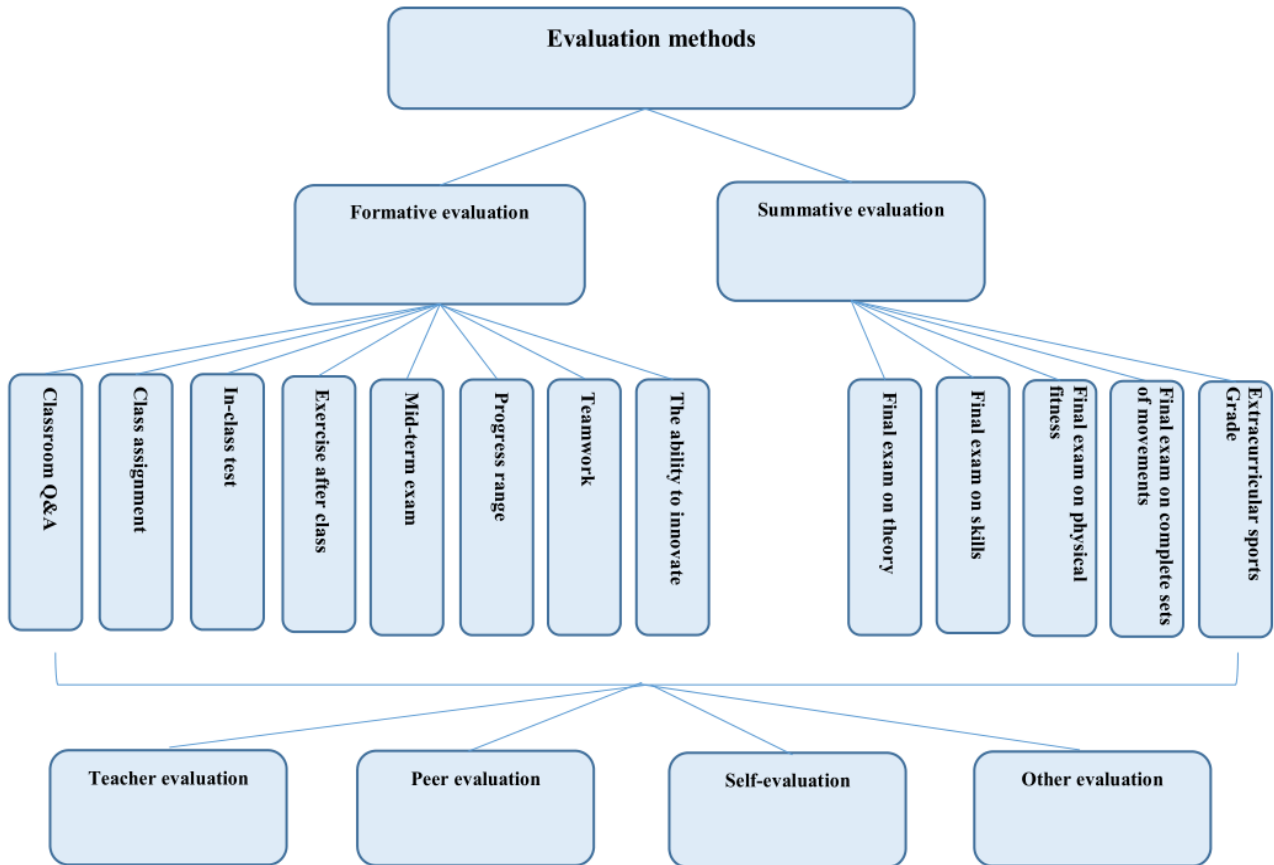 Evaluation methods
Formative evaluation
Summative evaluation
Classroom Q&A
Class assignment
In-class test
Exercise after class
Mid-term exam
Progress range
Teamwork
The ability to innovate
Final exam on theory
Final exam on skills
Final exam on physical
fitness
Final exam on complete sets
of movements
Extracurricular sports
Grade
Teacher evaluation
Peer evaluation
Self-evaluation
Other evaluation